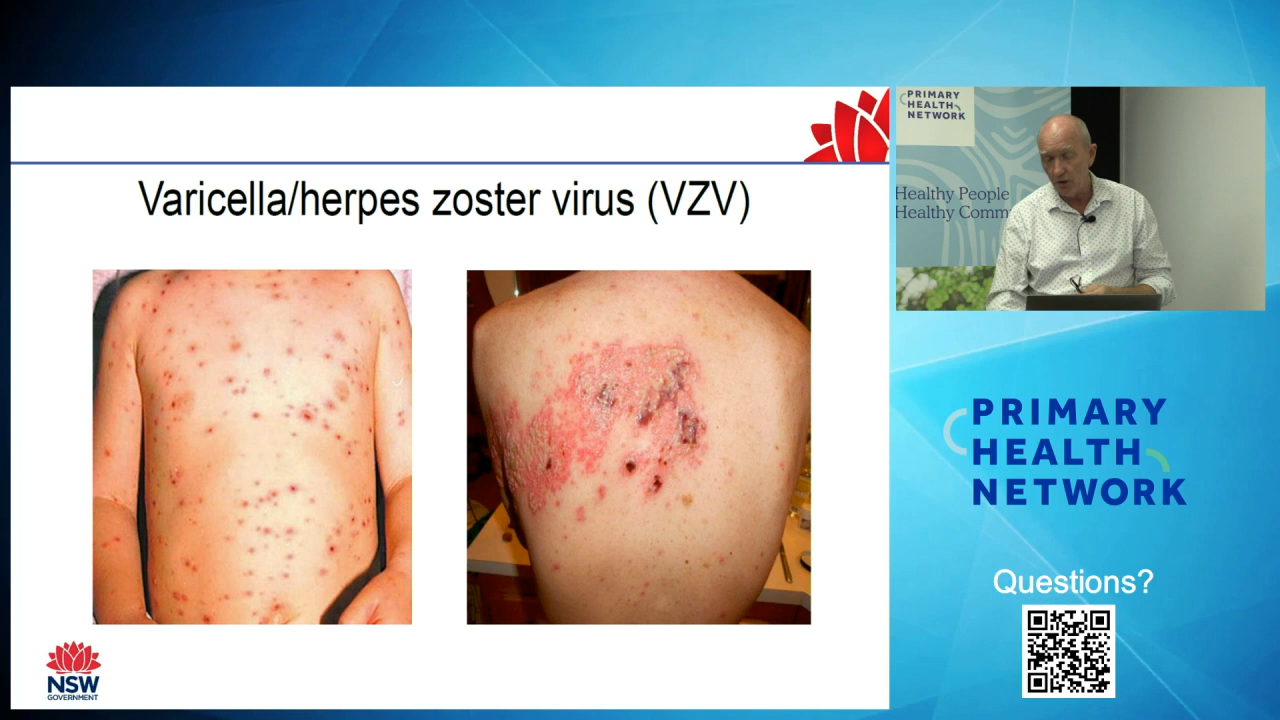 Varicella/herpes zoster virus (VZV)
NSW
GOVERNMENT
PRIMARY
HEALTH
NETWORK
Healthy People
Healthy Comm
PRIMARY
HEALTH
NETWORK
Questions?